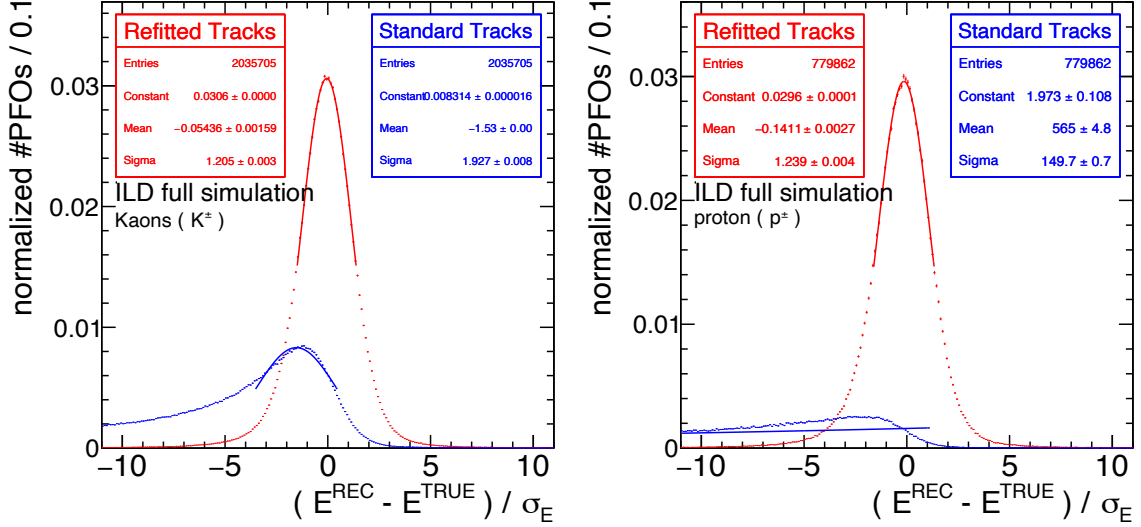 normalized #PFOs / 0.1
Refitted Tracks
Entries 2035705
Constant 0.0306 ± 0.0000
Mean −0.05436 ± 0.00159
Sigma 1.205 ± 0.003
Standard Tracks
Entries 2035705
Constant 0.008314 ± 0.000016
Mean −1.53 ± 0.00
Sigma 1.927 ± 0.008
ILD full simulation
Kaons ( K± )
0.03
0.02
0.01
0
−10 −5 0 5 10
( E^REC - E^TRUE ) / σ_E
normalized #PFOs / 0.1
Refitted Tracks
Entries 779862
Constant 0.0296 ± 0.0001
Mean −0.1411 ± 0.0027
Sigma 1.239 ± 0.004
Standard Tracks
Entries 779862
Constant 1.973 ± 0.108
Mean 565 ± 4.8
Sigma 149.7 ± 0.7
ILD full simulation
proton ( p± )
0.03
0.02
0.01
0
−10 −5 0 5 10
( E^REC - E^TRUE ) / σ_E